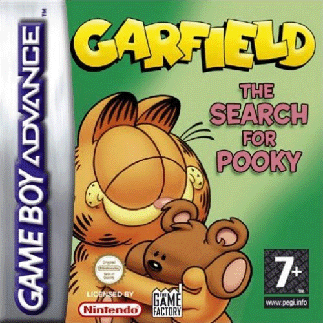 GAME BOY ADVANCE
GARFIELD
THE
SEARCH
FOR
POOKY
LICENSED BY
Nintendo
THE
GAME
FACTORY
7+
www.pegi.info